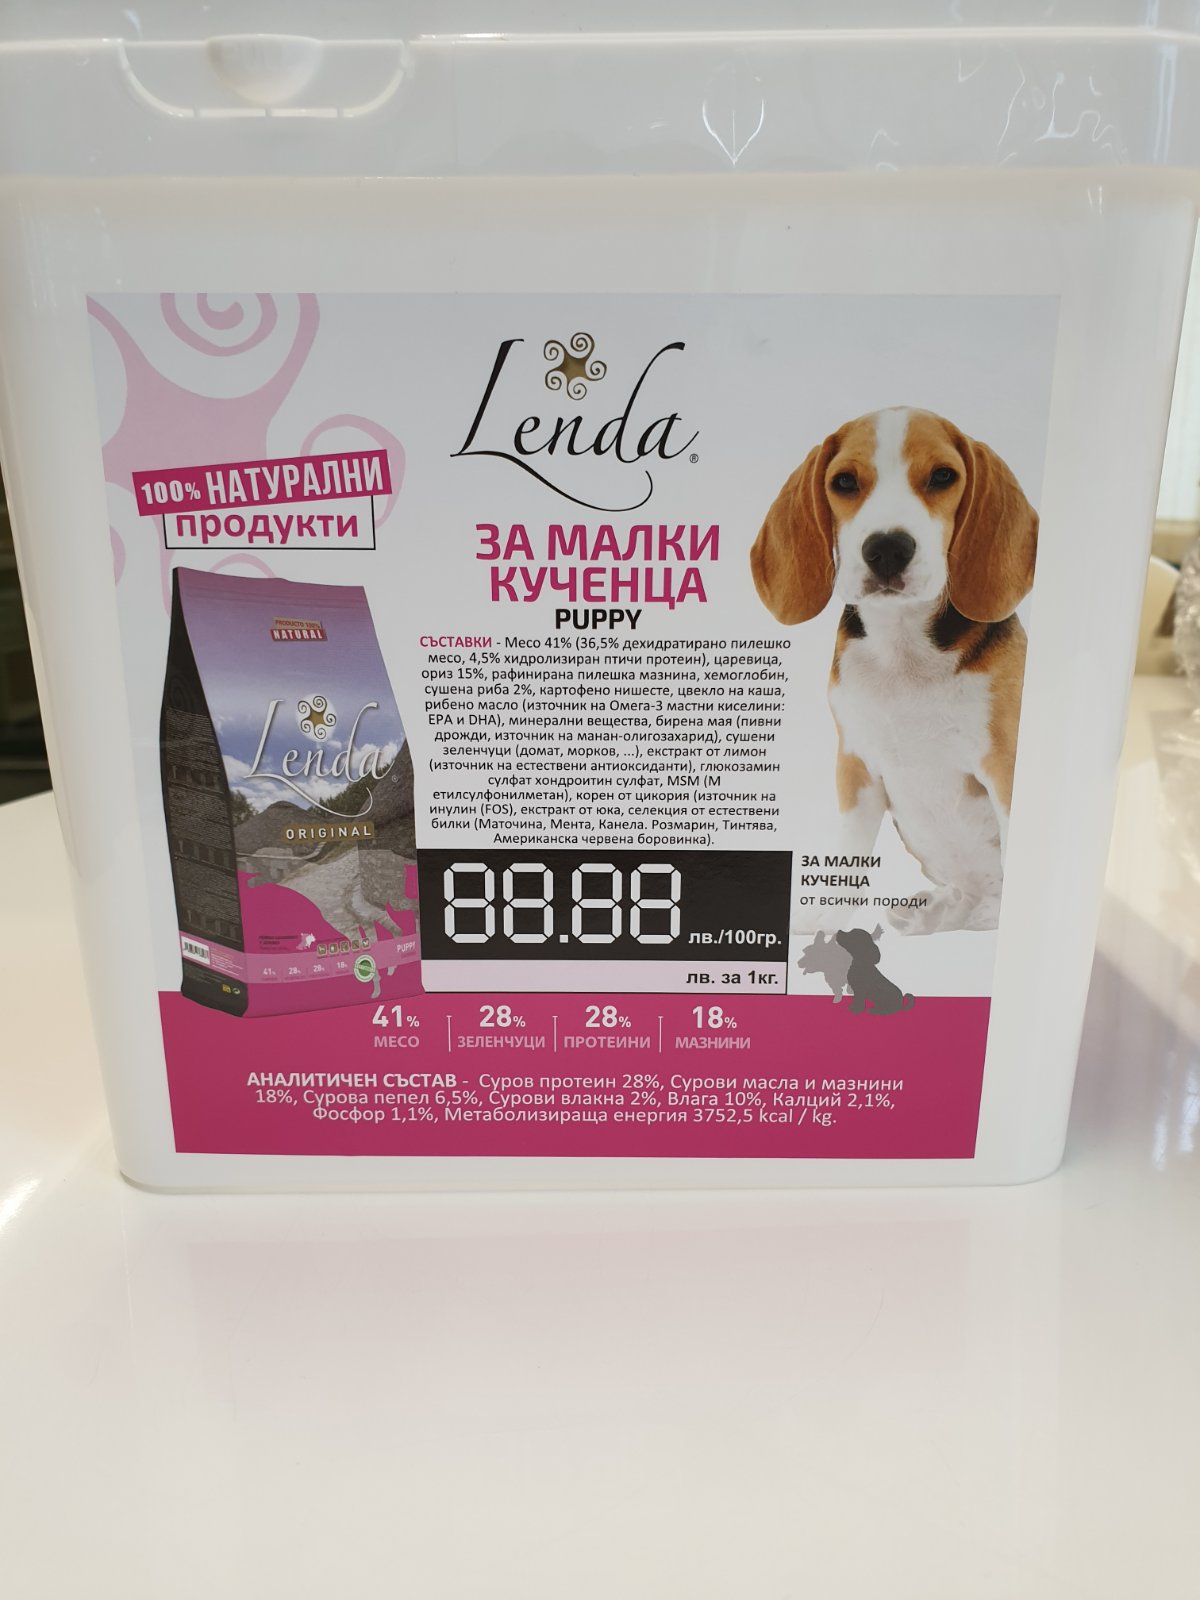 Lenda®
100% НАТУРАЛНИ
продукти
ЗА МАЛКИ
КУЧЕНЦА
PUPPY
СЪСТАВКИ - Месо 41% (36,5% дехидратирано пилешко
месо, 4,5% хидролизиран птичи протеин), царевица,
ориз 15%, рафинирана пилешка мазнина, хемоглобин,
сушена риба 2%, картофено нишесте, цвекло на каша,
рибено масло (източник на Омега-3 мастни киселини:
EPA и DHA), минерални вещества, бирена мая (пивни
дрожди, източник на манан-олигозахарид), сушени
зеленчуци (домат, морков, ...), екстракт от лимон
(източник на естествени антиоксиданти), глюкозамин
сулфат хондроитин сулфат, MSM (М
етилсулфонилметан), корен от цикория (източник на
инулин (FOS), екстракт от юка, селекция от естествени
билки (Маточина, Мента, Канела. Розмарин, Тинтява,
Американска червена боровинка).
PRODUCTO 100%
NATURAL
Lenda®
ORIGINAL
PUPPY
41% 28% 28% 18%
88.88 лв./100гр.
лв. за 1кг.
ЗА МАЛКИ
КУЧЕНЦА
от всички породи
41% 28% 28% 18%
МЕСО ЗЕЛЕНЧУЦИ ПРОТЕИНИ МАЗНИНИ
АНАЛИТИЧЕН СЪСТАВ - Суров протеин 28%, Сурови масла и мазнини
18%, Сурова пепел 6,5%, Сурови влакна 2%, Влага 10%, Калций 2,1%,
Фосфор 1,1%, Метаболизираща енергия 3752,5 kcal / kg.